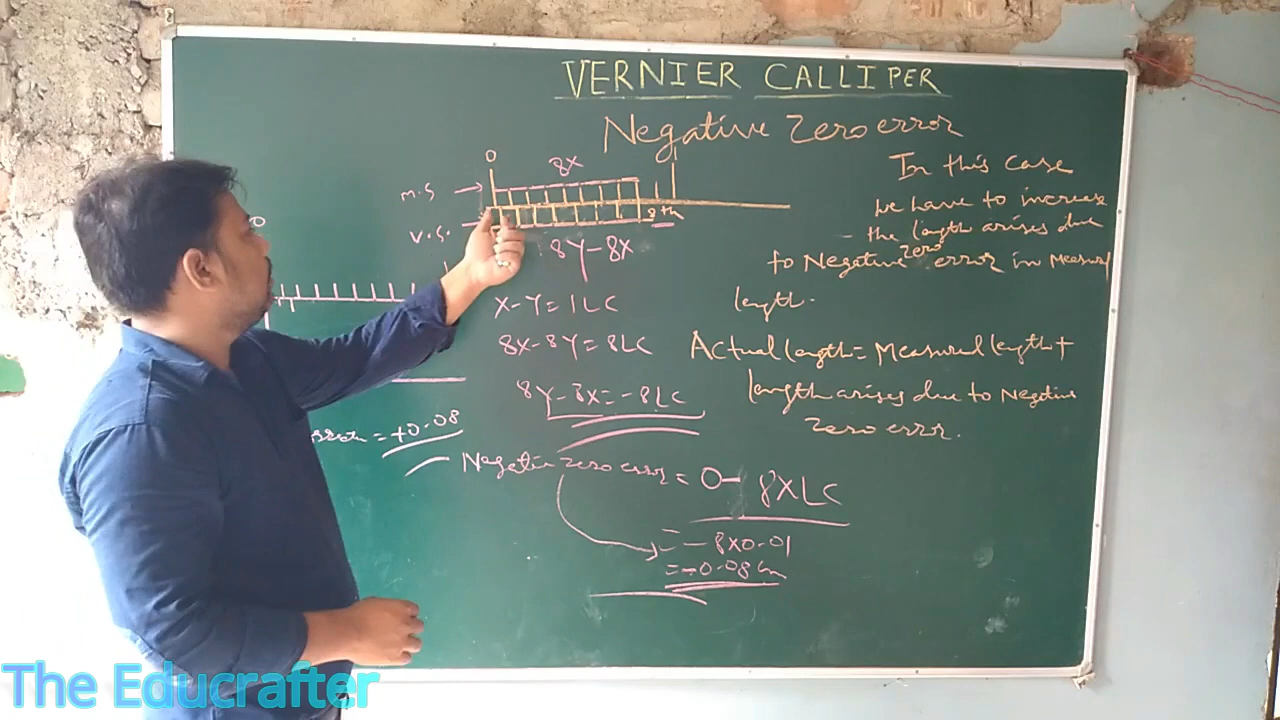 VERNIER CALLIPER
Negative Zero error
0
8X
M.S
V.S.
8th
8Y-8X
X-Y=1LC
8X-8Y=8LC
8Y-8X=-8LC
In this case
we have to increase
the length arises due
to Negative zero error in Measured
length.
Actual length = Measured length +
length arises due to Negative
Zero error.
0
= +0.08
Negative zero error = 0- 8XLC
= - 8X0.01
= -0.08 cm
The Educrafter